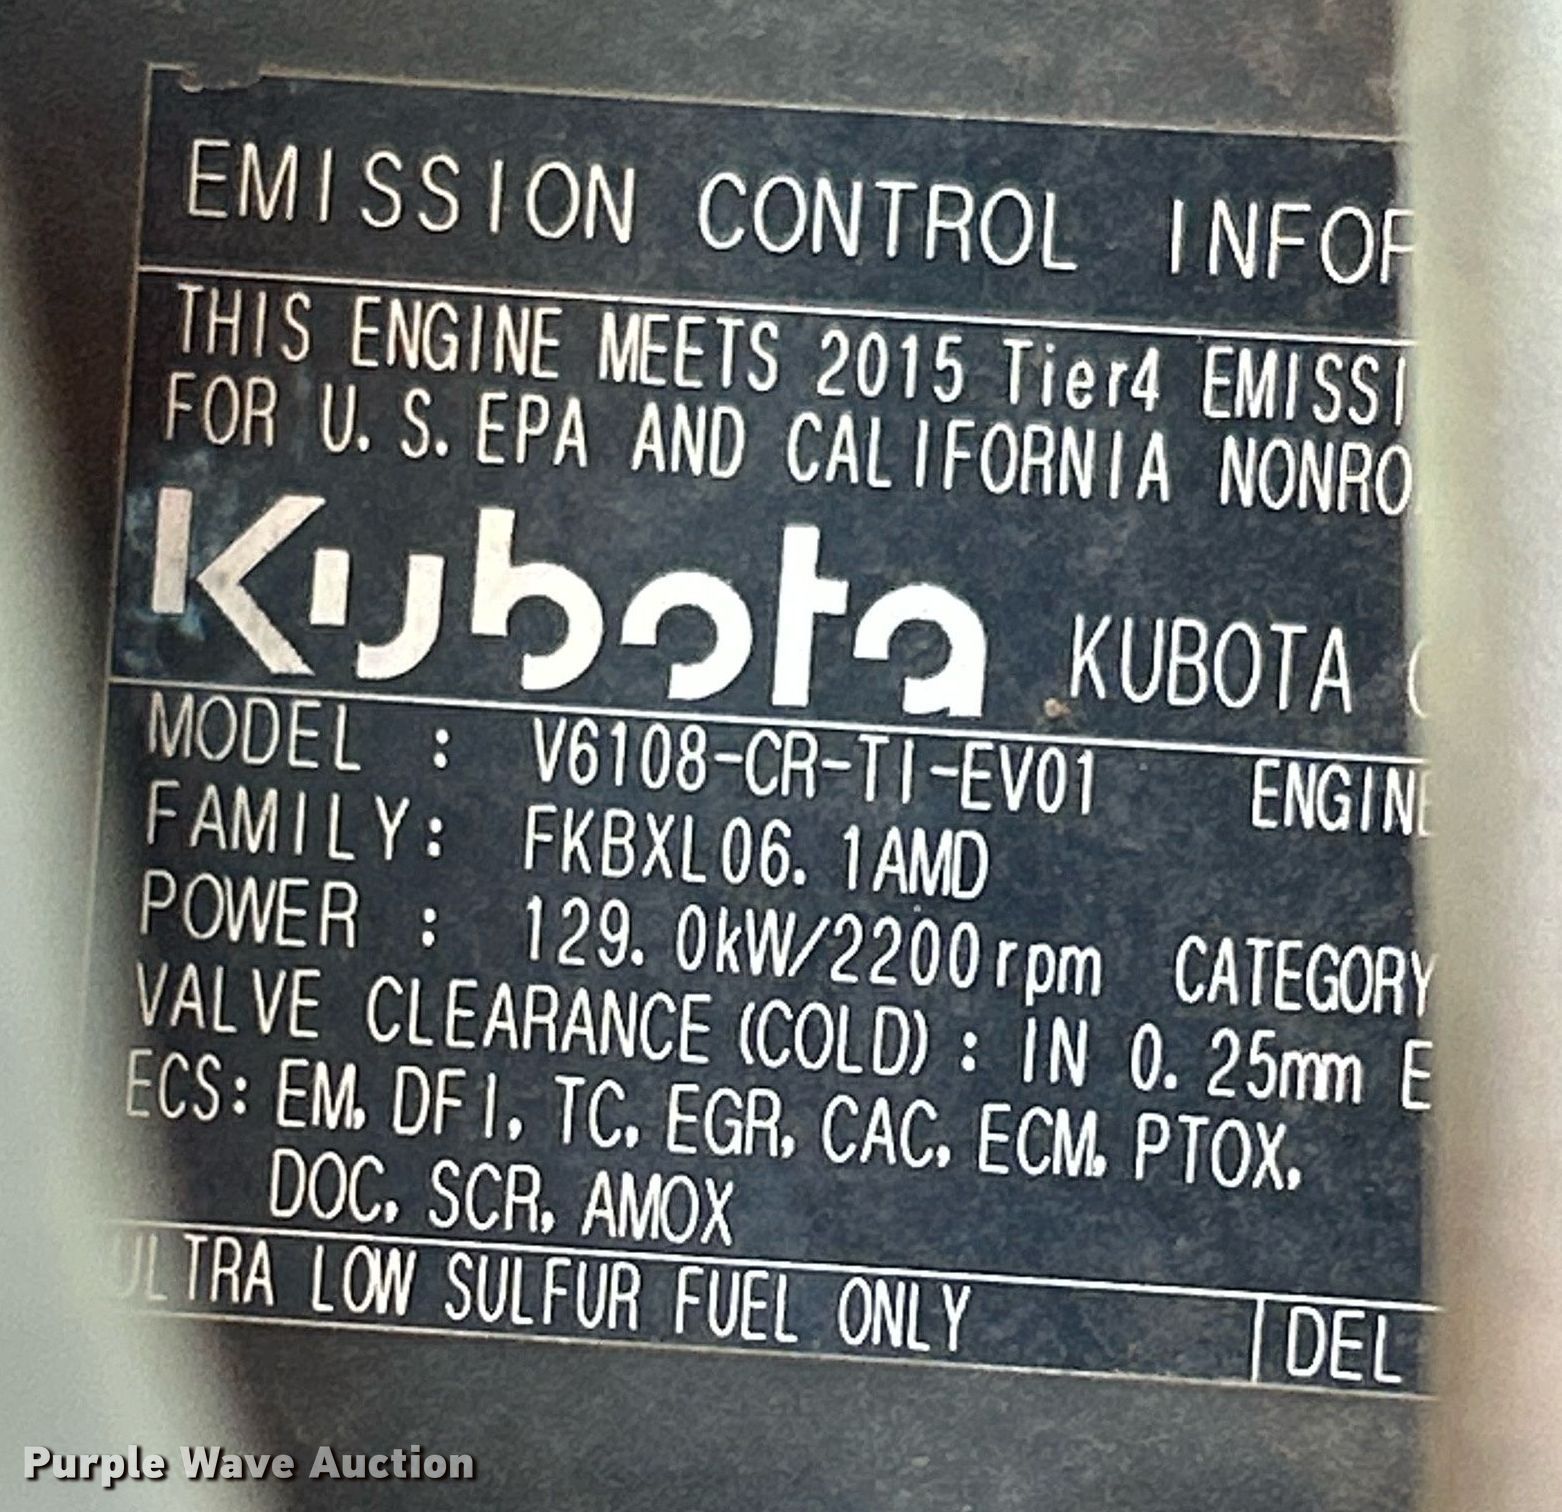 EMISSION CONTROL INFOR
THIS ENGINE MEETS 2015 Tier4 EMISSI
FOR U.S.EPA AND CALIFORNIA NONRO
Kubota KUBOTA
MODEL : V6108-CR-TI-EV01 ENGINE
FAMILY: FKBXL06.1AMD
POWER : 129.0kW/2200rpm CATEGORY
VALVE CLEARANCE (COLD) : IN 0.25mm E
ECS: EM, DFI, TC, EGR, CAC, ECM, PTOX,
DOC, SCR, AMOX
ULTRA LOW SULFUR FUEL ONLY DEL
Purple Wave Auction